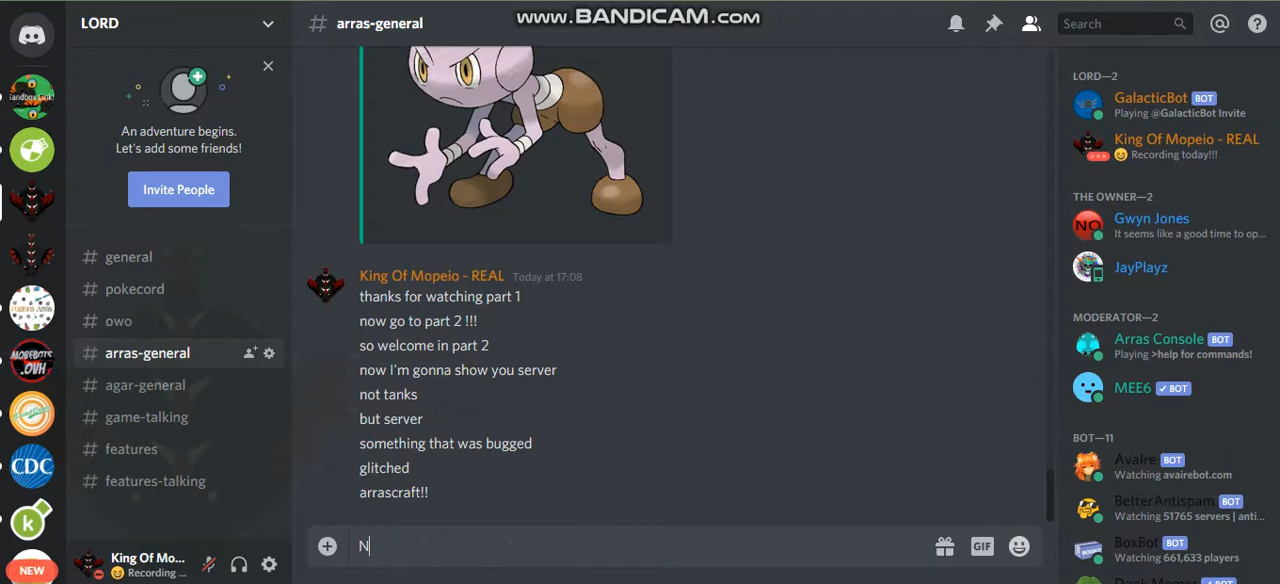 www.BANDICAM.com
LORD
# arras-general
Search
@
?
An adventure begins.
Let's add some friends!
Invite People
# general
# pokecord
# owo
# arras-general
# agar-general
# game-talking
# features
# features-talking
King Of Mo...
Recording ...
NEW
CDC
k
MOREBOTS
.OVH
King Of Mopeio - REAL Today at 17:08
thanks for watching part 1
now go to part 2 !!!
so welcome in part 2
now I'm gonna show you server
not tanks
but server
something that was bugged
glitched
arrascraft!!
N
GIF
LORD—2
GalacticBot BOT
Playing @GalacticBot Invite
King Of Mopeio - REAL
Recording today!!!
THE OWNER—2
NO
Gwyn Jones
It seems like a good time to op...
JayPlayz
MODERATOR—2
Arras Console BOT
Playing >help for commands!
MEE6 ✓ BOT
BOT—11
AvaIre BOT
Watching avairebot.com
BetterAntispam BOT
Watching 51765 servers | anti...
BoxBot BOT
Watching 661,633 players
Dank Memer